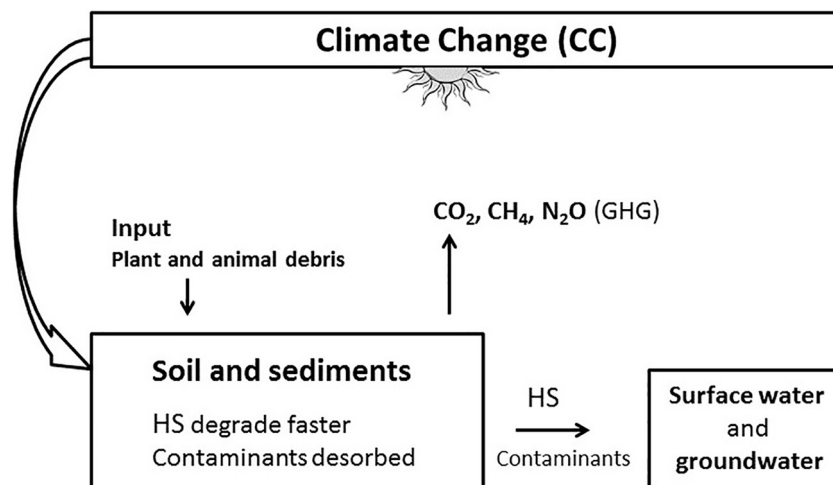 Climate Change (CC)
CO₂, CH₄, N₂O (GHG)
Input
Plant and animal debris
Soil and sediments
HS degrade faster
Contaminants desorbed
HS
Contaminants
Surface water
and
groundwater